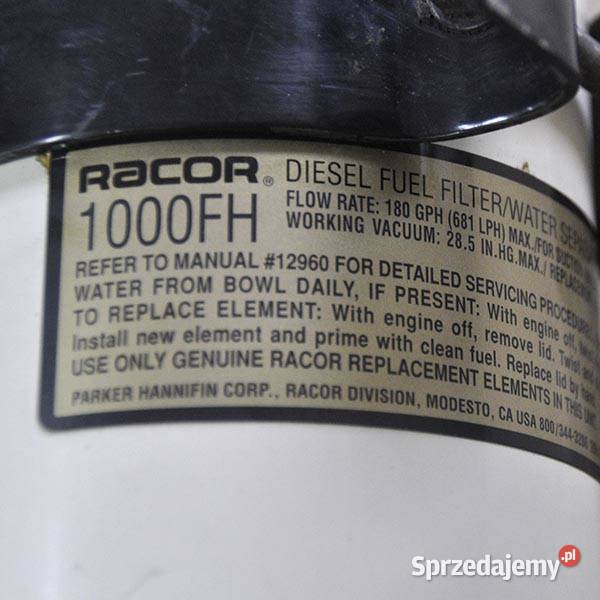 RACOR® DIESEL FUEL FILTER/WATER
1000FH FLOW RATE: 180 GPH (681 LPH) MAX./FOR SUCTION
WORKING VACUUM: 28.5 IN.HG.MAX./
REFER TO MANUAL #12960 FOR DETAILED SERVICING
WATER FROM BOWL DAILY, IF PRESENT: With engine off,
TO REPLACE ELEMENT: With engine off, remove lid. Twist
Install new element and prime with clean fuel. Replace lid by hand
USE ONLY GENUINE RACOR REPLACEMENT ELEMENTS IN THIS
PARKER HANNIFIN CORP., RACOR DIVISION, MODESTO, CA USA
Sprzedajemy.pl